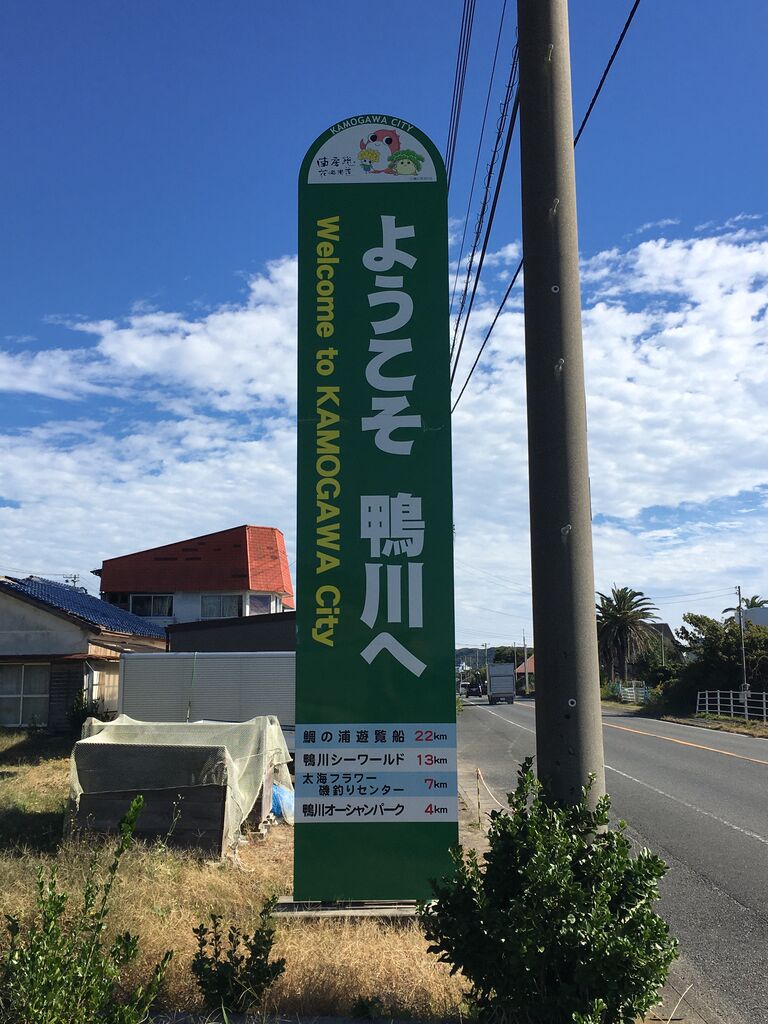 KAMOGAWA CITY
ようこそ 鴨川へ
Welcome to KAMOGAWA City
鯛の浦遊覧船 22km
鴨川シーワールド 13km
太海フラワー
磯釣りセンター 7km
鴨川オーシャンパーク 4km